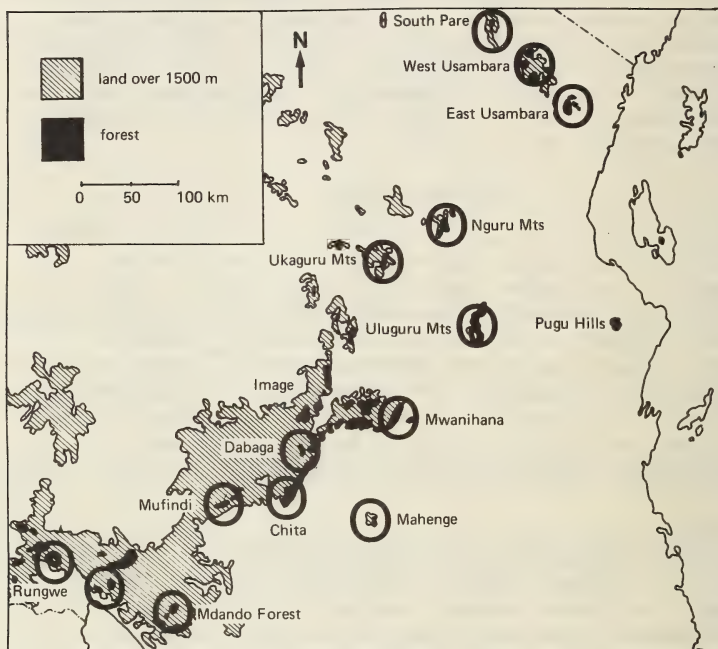 South Pare
N
West Usambara
land over 1500 m
East Usambara
forest
0 50 100 km
Nguru Mts
Ukaguru Mts
Uluguru Mts
Pugu Hills
Image
Mwanihana
Dabaga
Mufindi
Chita
Mahenge
Rungwe
Mdando Forest